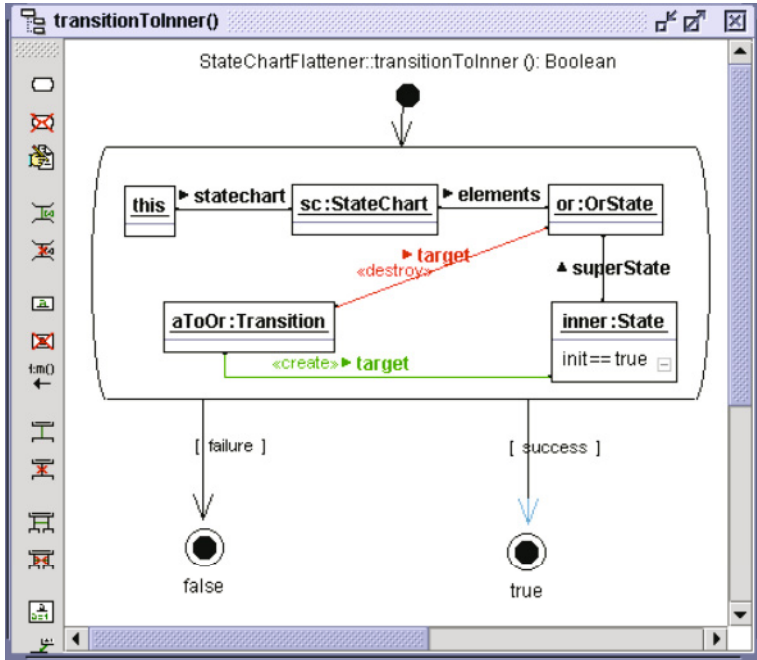 transitionToInner()
StateChartFlattener::transitionToInner (): Boolean
this
statechart
sc:StateChart
elements
or:OrState
target
«destroy»
superState
aToOr:Transition
inner:State
init==true
«create»
target
[ failure ]
[ success ]
false
true
f:m()
a
a
a==1